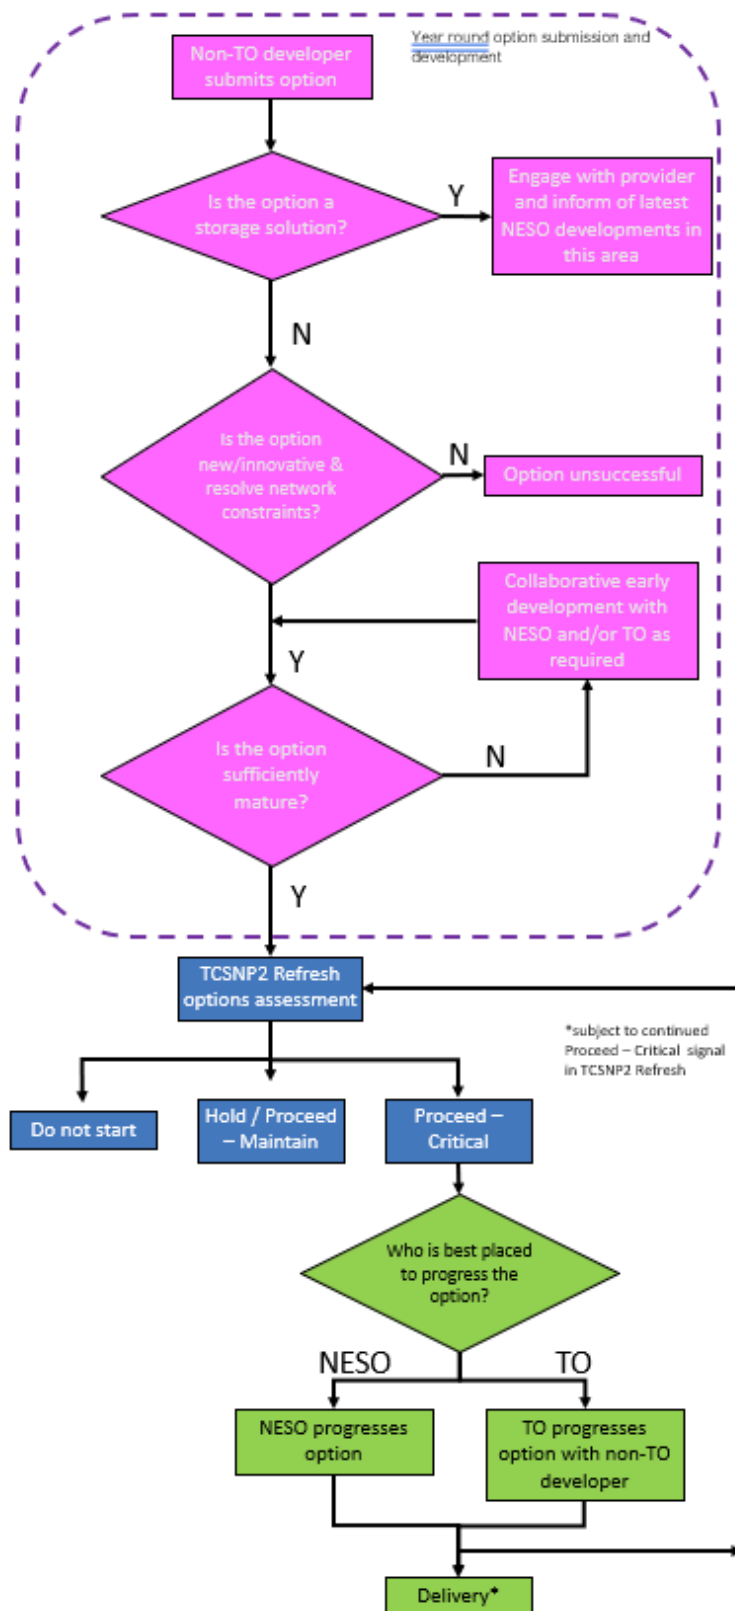 Year round option submission and
development
Non-TO developer
submits option
Is the option a
storage solution?
Y
Engage with provider
and inform of latest
NESO developments in
this area
N
Is the option
new/innovative &
resolve network
constraints?
N
Option unsuccessful
Collaborative early
development with
NESO and/or TO as
required
Y
Is the option
sufficiently
mature?
N
Y
TCSNP2 Refresh
options assessment
*subject to continued
Proceed – Critical signal
in TCSNP2 Refresh
Do not start
Hold / Proceed
– Maintain
Proceed –
Critical
Who is best placed
to progress the
option?
NESO
TO
NESO progresses
option
TO progresses
option with non-TO
developer
Delivery*